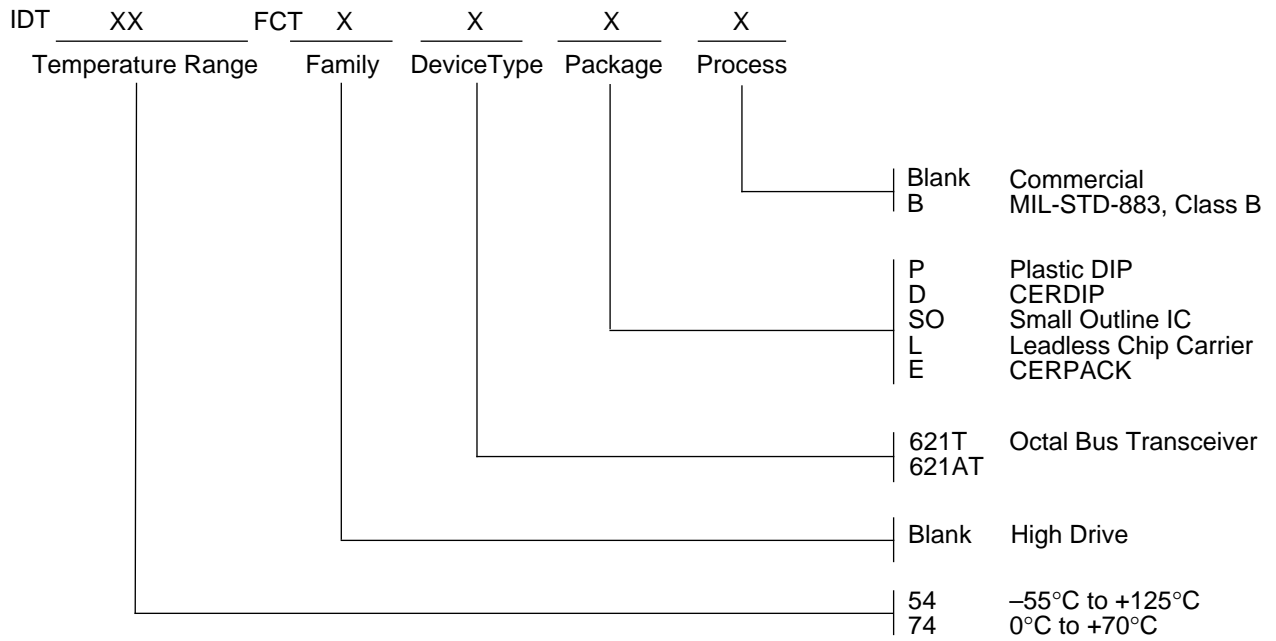 IDT XX FCT X X X X
Temperature Range Family DeviceType Package Process
Blank Commercial
B MIL-STD-883, Class B
P Plastic DIP
D CERDIP
SO Small Outline IC
L Leadless Chip Carrier
E CERPACK
621T Octal Bus Transceiver
621AT
Blank High Drive
54 –55°C to +125°C
74 0°C to +70°C